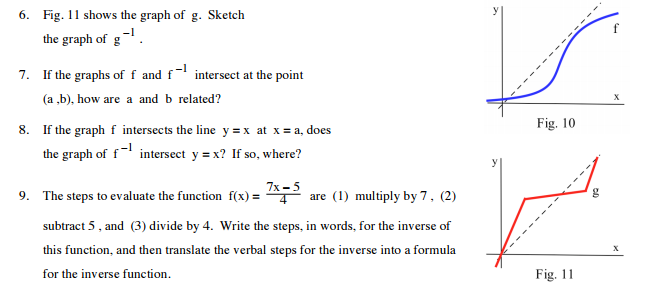 6. Fig. 11 shows the graph of g. Sketch
the graph of g⁻¹.
7. If the graphs of f and f⁻¹ intersect at the point
(a ,b), how are a and b related?
8. If the graph f intersects the line y = x at x = a, does
the graph of f⁻¹ intersect y = x? If so, where?
9. The steps to evaluate the function f(x) = (7x – 5)/4 are (1) multiply by 7 , (2)
subtract 5 , and (3) divide by 4. Write the steps, in words, for the inverse of
this function, and then translate the verbal steps for the inverse into a formula
for the inverse function.
y
f
x
Fig. 10
y
g
x
Fig. 11